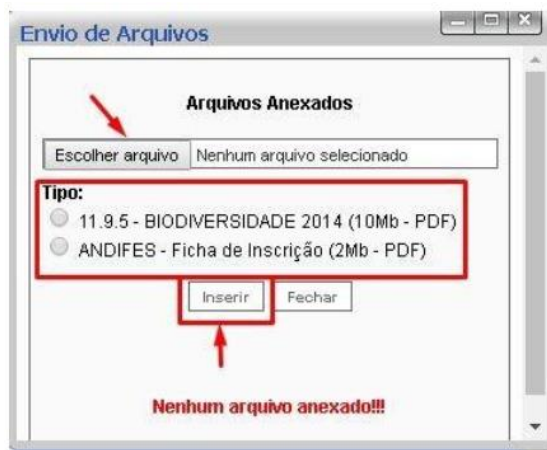 Envio de Arquivos
Arquivos Anexados
Escolher arquivo Nenhum arquivo selecionado
Tipo:
11.9.5 - BIODIVERSIDADE 2014 (10Mb - PDF)
ANDIFES - Ficha de Inscrição (2Mb - PDF)
Inserir Fechar
Nenhum arquivo anexado!!!